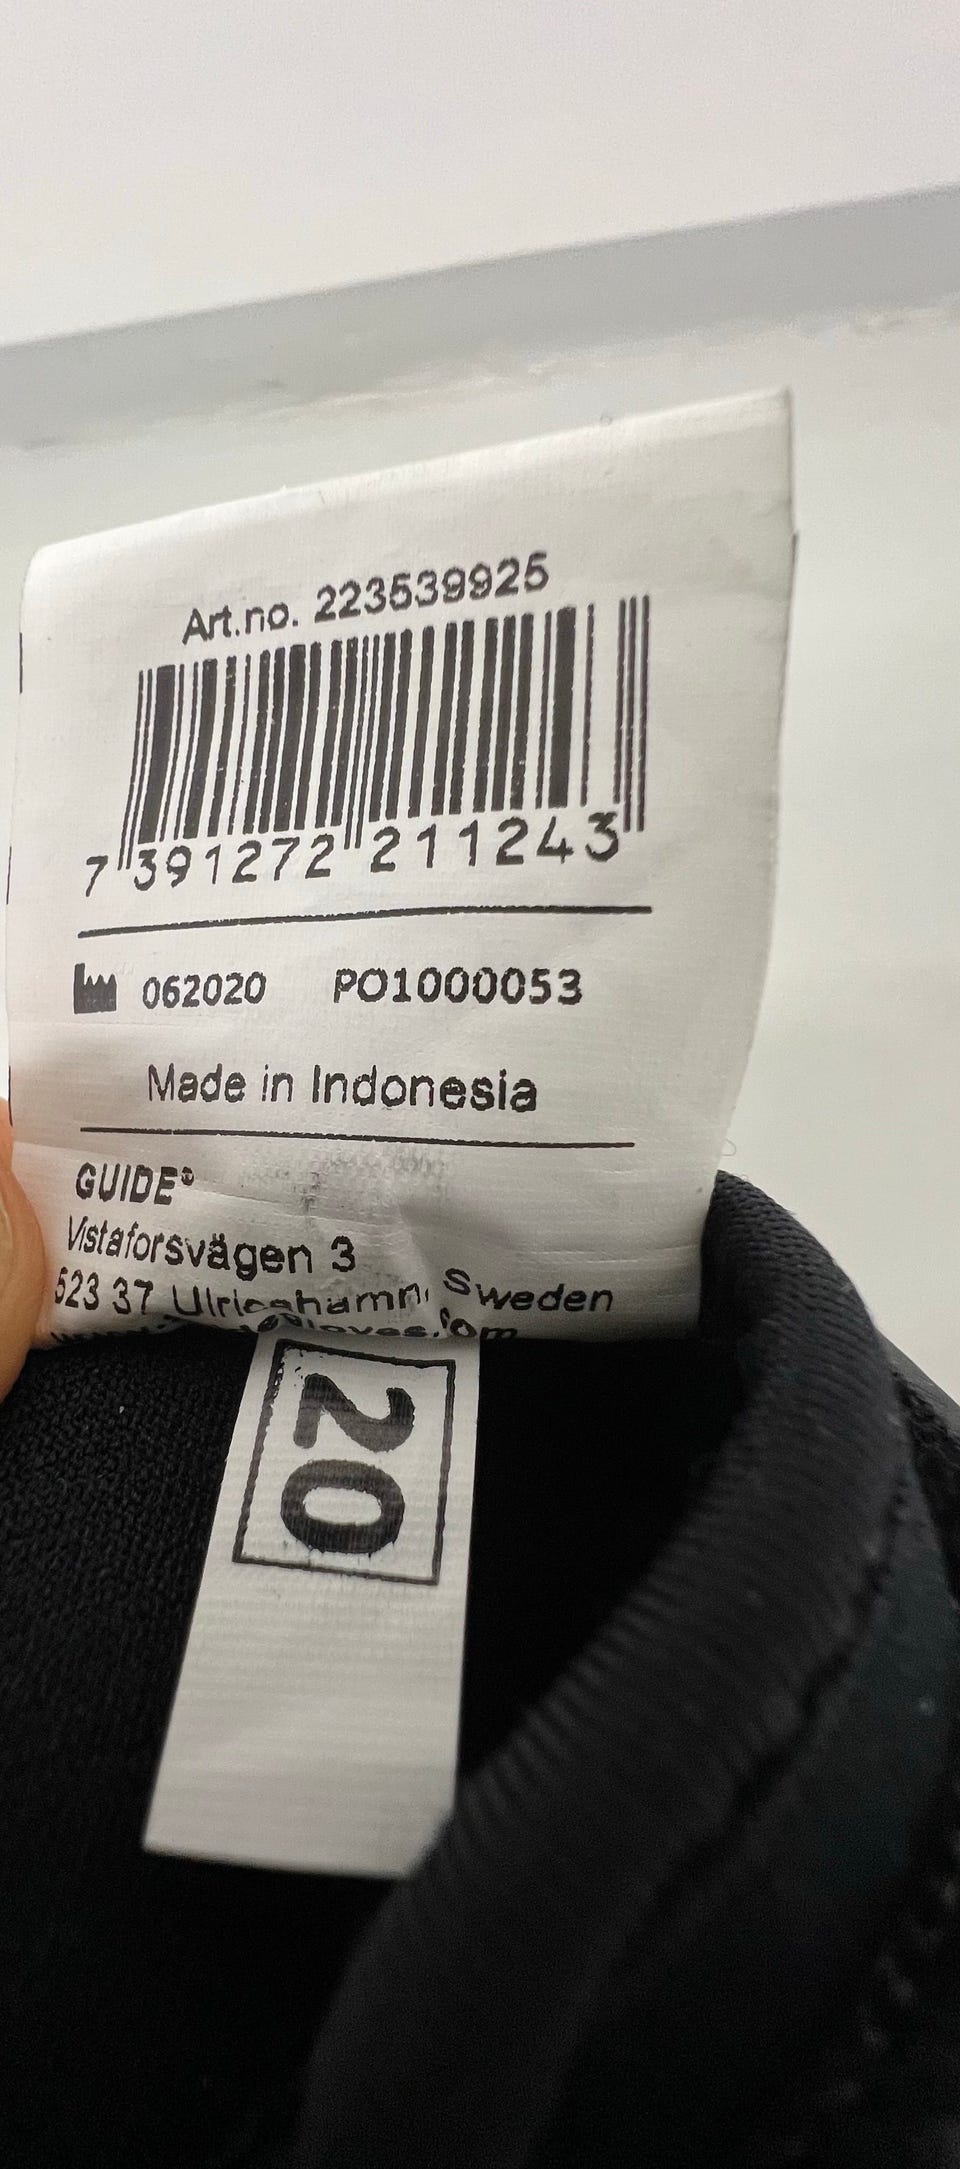 Art.no. 223539925
7 391272 211243
062020 PO1000053
Made in Indonesia
GUIDE®
Vistaforsvägen 3
523 37 Ulricehamn, Sweden
20